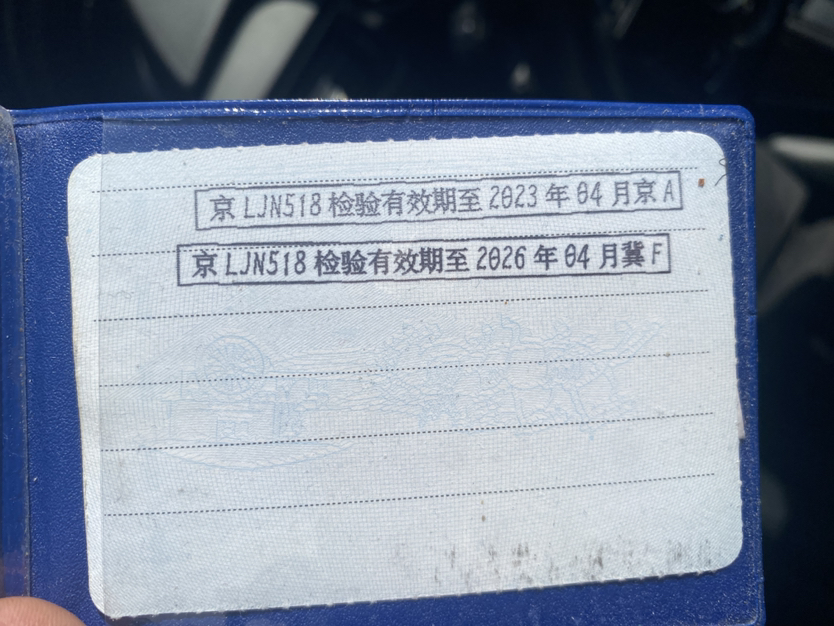 京 LJN518 检验有效期至 2023 年 04 月京 A
京 LJN518 检验有效期至 2026 年 04 月冀 F